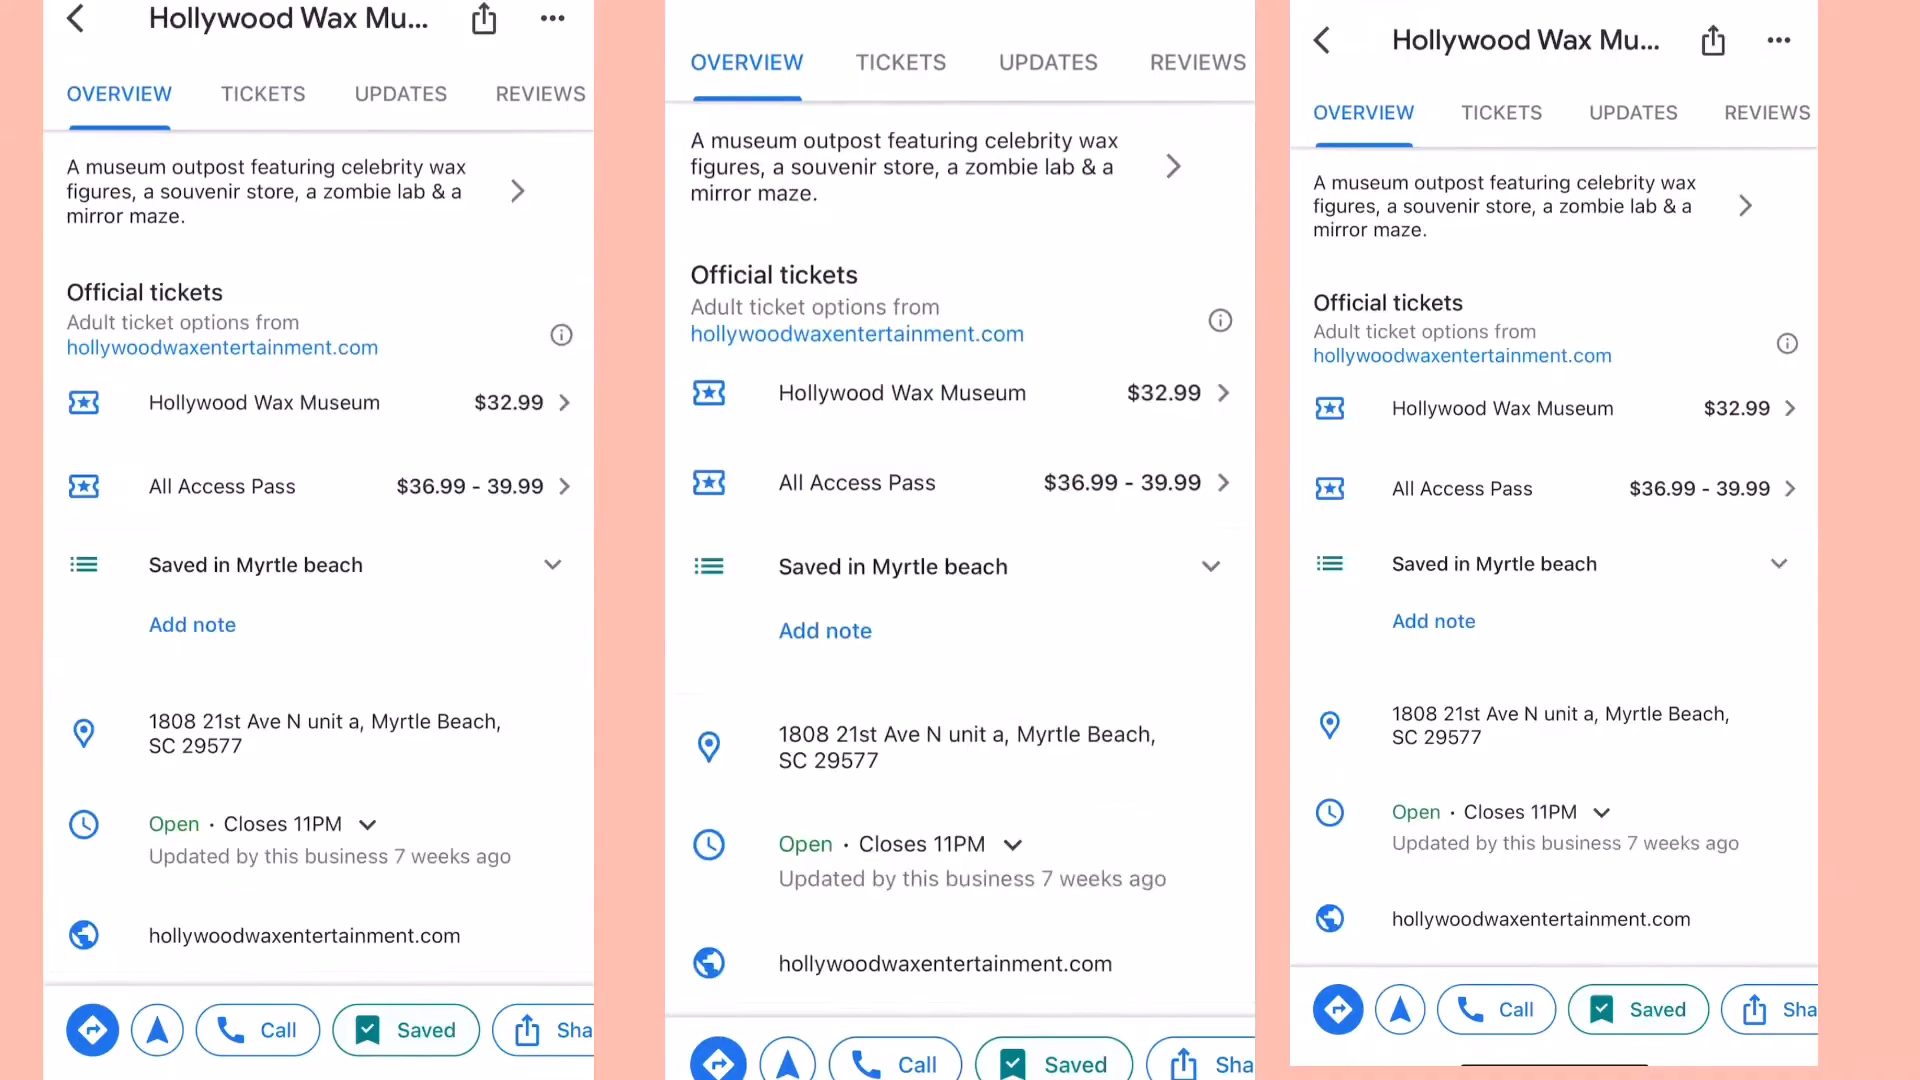 Hollywood Wax Mu...
OVERVIEW TICKETS UPDATES REVIEWS
A museum outpost featuring celebrity wax
figures, a souvenir store, a zombie lab & a
mirror maze.
Official tickets
Adult ticket options from
hollywoodwaxentertainment.com
Hollywood Wax Museum $32.99
All Access Pass $36.99 - 39.99
Saved in Myrtle beach
Add note
1808 21st Ave N unit a, Myrtle Beach,
SC 29577
Open · Closes 11PM
Updated by this business 7 weeks ago
hollywoodwaxentertainment.com
Call Saved Sha
OVERVIEW TICKETS UPDATES REVIEWS
A museum outpost featuring celebrity wax
figures, a souvenir store, a zombie lab & a
mirror maze.
Official tickets
Adult ticket options from
hollywoodwaxentertainment.com
Hollywood Wax Museum $32.99
All Access Pass $36.99 - 39.99
Saved in Myrtle beach
Add note
1808 21st Ave N unit a, Myrtle Beach,
SC 29577
Open · Closes 11PM
Updated by this business 7 weeks ago
hollywoodwaxentertainment.com
Call Saved Sha
Hollywood Wax Mu...
OVERVIEW TICKETS UPDATES REVIEWS
A museum outpost featuring celebrity wax
figures, a souvenir store, a zombie lab & a
mirror maze.
Official tickets
Adult ticket options from
hollywoodwaxentertainment.com
Hollywood Wax Museum $32.99
All Access Pass $36.99 - 39.99
Saved in Myrtle beach
Add note
1808 21st Ave N unit a, Myrtle Beach,
SC 29577
Open · Closes 11PM
Updated by this business 7 weeks ago
hollywoodwaxentertainment.com
Call Saved Sha